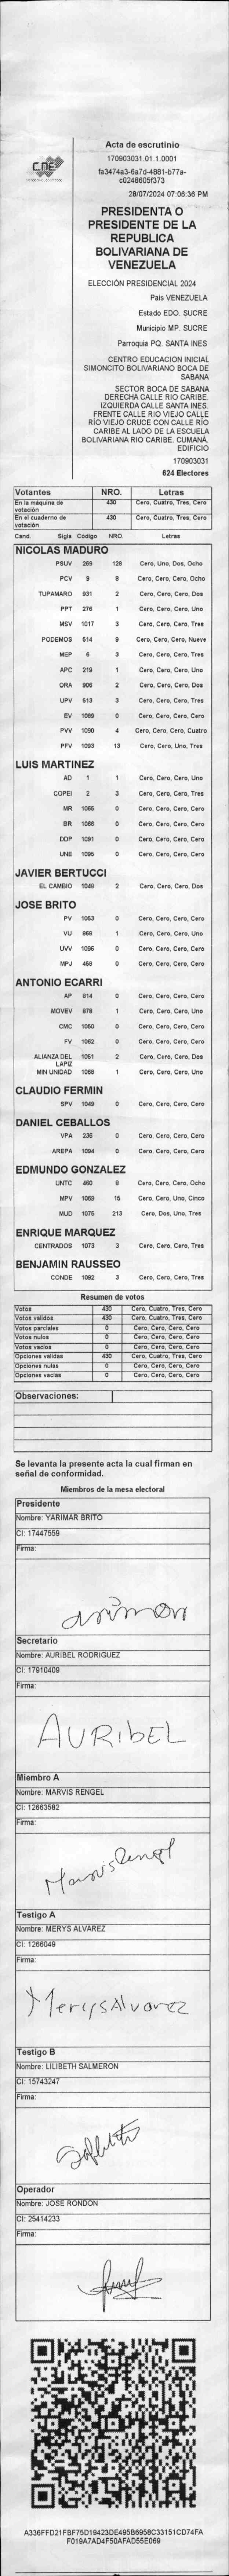 CNE
Acta de escrutinio
170903031.01.1.0001
fa3474a3-6a7d-4881-b77a-
c0248605f373
28/07/2024 07:06:36 PM
PRESIDENTA O
PRESIDENTE DE LA
REPUBLICA
BOLIVARIANA DE
VENEZUELA
ELECCIÓN PRESIDENCIAL 2024
País VENEZUELA
Estado EDO. SUCRE
Municipio MP. SUCRE
Parroquia PQ. SANTA INES
CENTRO EDUCACION INICIAL
SIMONCITO BOLIVARIANO BOCA DE
SABANA
SECTOR BOCA DE SABANA
DERECHA CALLE RIO CARIBE.
IZQUIERDA CALLE SANTA INES.
FRENTE CALLE RIO VIEJO CALLE
RÍO VIEJO CRUCE CON CALLE RÍO
CARIBE AL LADO DE LA ESCUELA
BOLIVARIANA RIO CARIBE. CUMANÁ.
EDIFICIO
170903031
624 Electores
Votantes NRO. Letras
En la máquina de votación 430 Cero, Cuatro, Tres, Cero
En el cuaderno de votación 430 Cero, Cuatro, Tres, Cero
Cand. Sigla Código NRO. Letras
NICOLAS MADURO
PSUV 269 128 Cero, Uno, Dos, Ocho
PCV 9 8 Cero, Cero, Cero, Ocho
TUPAMARO 931 2 Cero, Cero, Cero, Dos
PPT 276 1 Cero, Cero, Cero, Uno
MSV 1017 3 Cero, Cero, Cero, Tres
PODEMOS 514 9 Cero, Cero, Cero, Nueve
MEP 6 3 Cero, Cero, Cero, Tres
APC 219 1 Cero, Cero, Cero, Uno
ORA 906 2 Cero, Cero, Cero, Dos
UPV 513 3 Cero, Cero, Cero, Tres
EV 1089 0 Cero, Cero, Cero, Cero
PVV 1090 4 Cero, Cero, Cero, Cuatro
PFV 1093 13 Cero, Cero, Uno, Tres
LUIS MARTINEZ
AD 1 1 Cero, Cero, Cero, Uno
COPEI 2 3 Cero, Cero, Cero, Tres
MR 1065 0 Cero, Cero, Cero, Cero
BR 1066 0 Cero, Cero, Cero, Cero
DDP 1091 0 Cero, Cero, Cero, Cero
UNE 1095 0 Cero, Cero, Cero, Cero
JAVIER BERTUCCI
EL CAMBIO 1048 2 Cero, Cero, Cero, Dos
JOSE BRITO
PV 1053 0 Cero, Cero, Cero, Cero
VU 868 1 Cero, Cero, Cero, Uno
UVV 1096 0 Cero, Cero, Cero, Cero
MPJ 458 0 Cero, Cero, Cero, Cero
ANTONIO ECARRI
AP 814 0 Cero, Cero, Cero, Cero
MOVEV 878 1 Cero, Cero, Cero, Uno
CMC 1050 0 Cero, Cero, Cero, Cero
FV 1062 0 Cero, Cero, Cero, Cero
ALIANZA DEL LAPIZ 1051 2 Cero, Cero, Cero, Dos
MIN UNIDAD 1058 1 Cero, Cero, Cero, Uno
CLAUDIO FERMIN
SPV 1049 0 Cero, Cero, Cero, Cero
DANIEL CEBALLOS
VPA 236 0 Cero, Cero, Cero, Cero
AREPA 1094 0 Cero, Cero, Cero, Cero
EDMUNDO GONZALEZ
UNTC 460 8 Cero, Cero, Cero, Ocho
MPV 1069 15 Cero, Cero, Uno, Cinco
MUD 1075 213 Cero, Dos, Uno, Tres
ENRIQUE MARQUEZ
CENTRADOS 1073 3 Cero, Cero, Cero, Tres
BENJAMIN RAUSSEO
CONDE 1092 3 Cero, Cero, Cero, Tres
Resumen de votos
Votos 430 Cero, Cuatro, Tres, Cero
Votos validos 430 Cero, Cuatro, Tres, Cero
Votos parciales 0 Cero, Cero, Cero, Cero
Votos nulos 0 Cero, Cero, Cero, Cero
Votos vacíos 0 Cero, Cero, Cero, Cero
Opciones válidas 430 Cero, Cuatro, Tres, Cero
Opciones nulas 0 Cero, Cero, Cero, Cero
Opciones vacías 0 Cero, Cero, Cero, Cero
Observaciones:
Se levanta la presente acta la cual firman en
señal de conformidad.
Miembros de la mesa electoral
Presidente
Nombre: YARIMAR BRITO
CI: 17447559
Firma:
Secretario
Nombre: AURIBEL RODRIGUEZ
CI: 17910409
Firma:
AURIbEL
Miembro A
Nombre: MARVIS RENGEL
CI: 12663582
Firma:
Marvis Rengel
Testigo A
Nombre: MERYS ALVAREZ
CI: 1266049
Firma:
Merys Alvarez
Testigo B
Nombre: LILIBETH SALMERON
CI: 15743247
Firma:
Operador
Nombre: JOSE RONDON
CI: 25414233
Firma:
A336FFD21FBF75D19423DE495B6958C33151CD74FA
F019A7AD4F50AFAD55E069